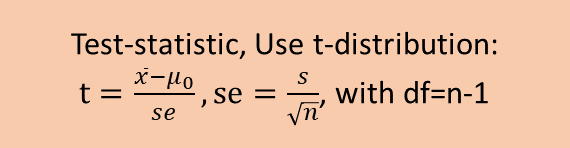 Test-statistic, Use t-distribution:
t = (x̄−μ₀)/se , se = s/√n, with df=n-1